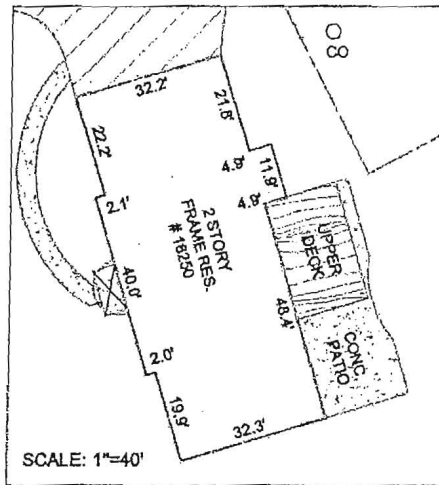 32.2'
21.8'
22.2'
4.9'
11.9'
2.1'
4.9'
2 STORY
FRAME RES.
# 18250
UPPER
DECK
40.0'
48.4'
CONC.
PATIO
2.0'
19.9'
32.3'
SCALE: 1"=40'